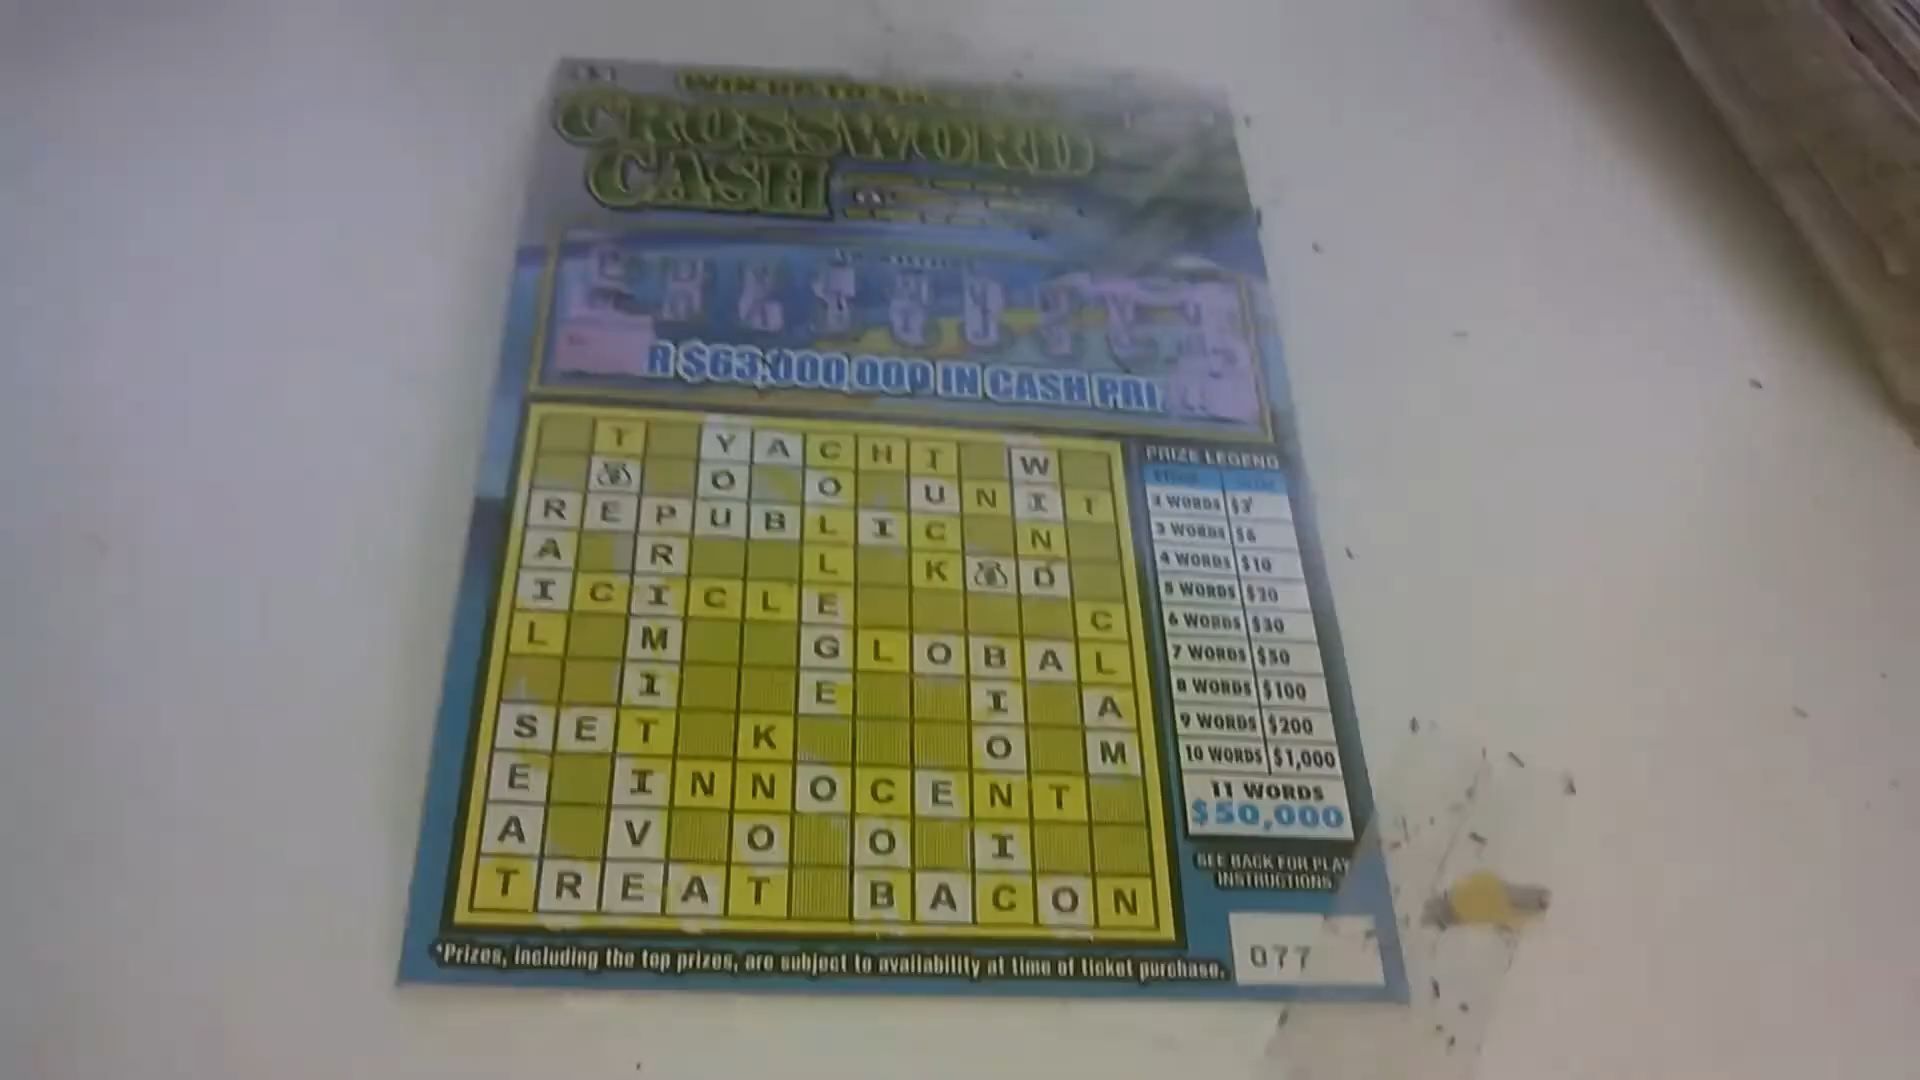 WIN UP TO
CROSSWORD
CASH
R $63,000,000 IN CASH PRI
T Y A C H T W
O O U N I T
R E P U B L I C N
A R L K D
I C I C L E C
L M G L O B A L
I E I A
S E T K O M
E I N N O C E N T
A V O O I
T R E A T B A C O N
PRIZE LEGEND
3 WORDS $6
4 WORDS $10
5 WORDS $20
6 WORDS $30
7 WORDS $50
8 WORDS $100
9 WORDS $200
10 WORDS $1,000
11 WORDS
$50,000
SEE BACK FOR PLAY
INSTRUCTIONS
077
*Prizes, including the top prizes, are subject to availability at time of ticket purchase.